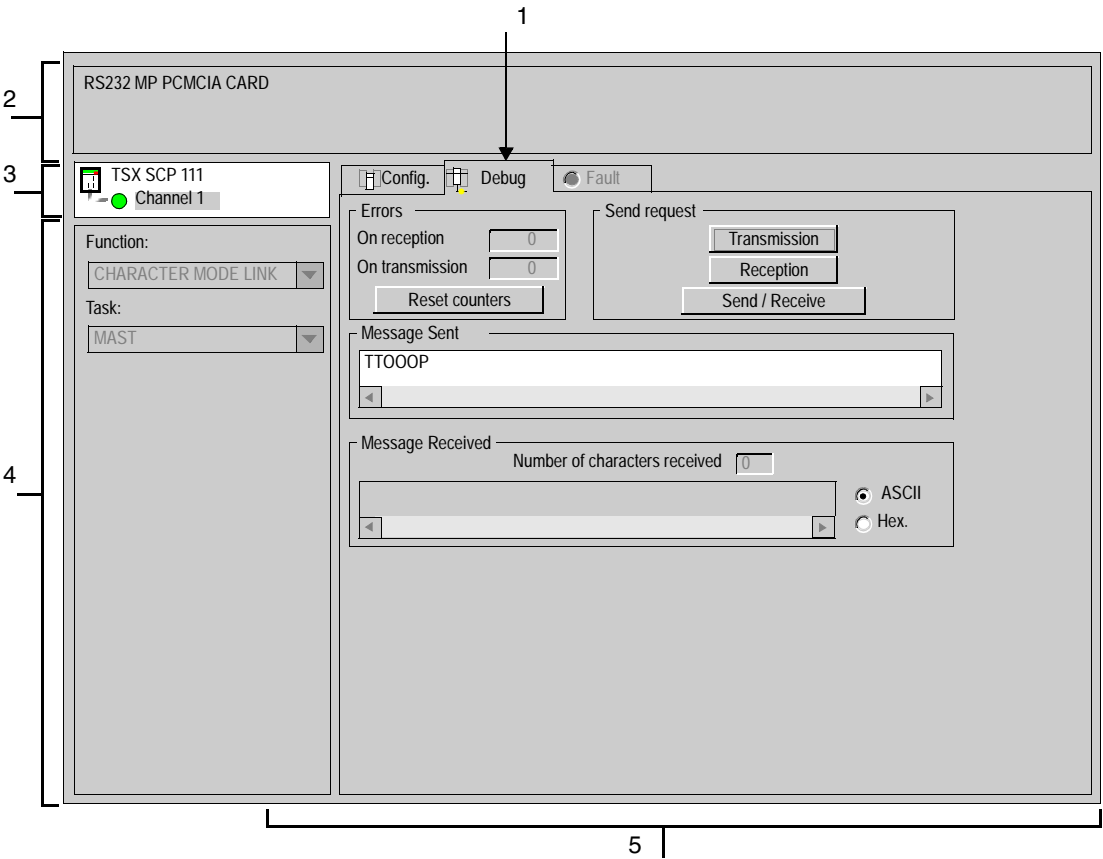 1
2
RS232 MP PCMCIA CARD
3
TSX SCP 111
Channel 1
Config.
Debug
Fault
4
Function:
CHARACTER MODE LINK
Task:
MAST
Errors
On reception 0
On transmission 0
Reset counters
Send request
Transmission
Reception
Send / Receive
Message Sent
TTOOOP
Message Received
Number of characters received 0
ASCII
Hex.
5